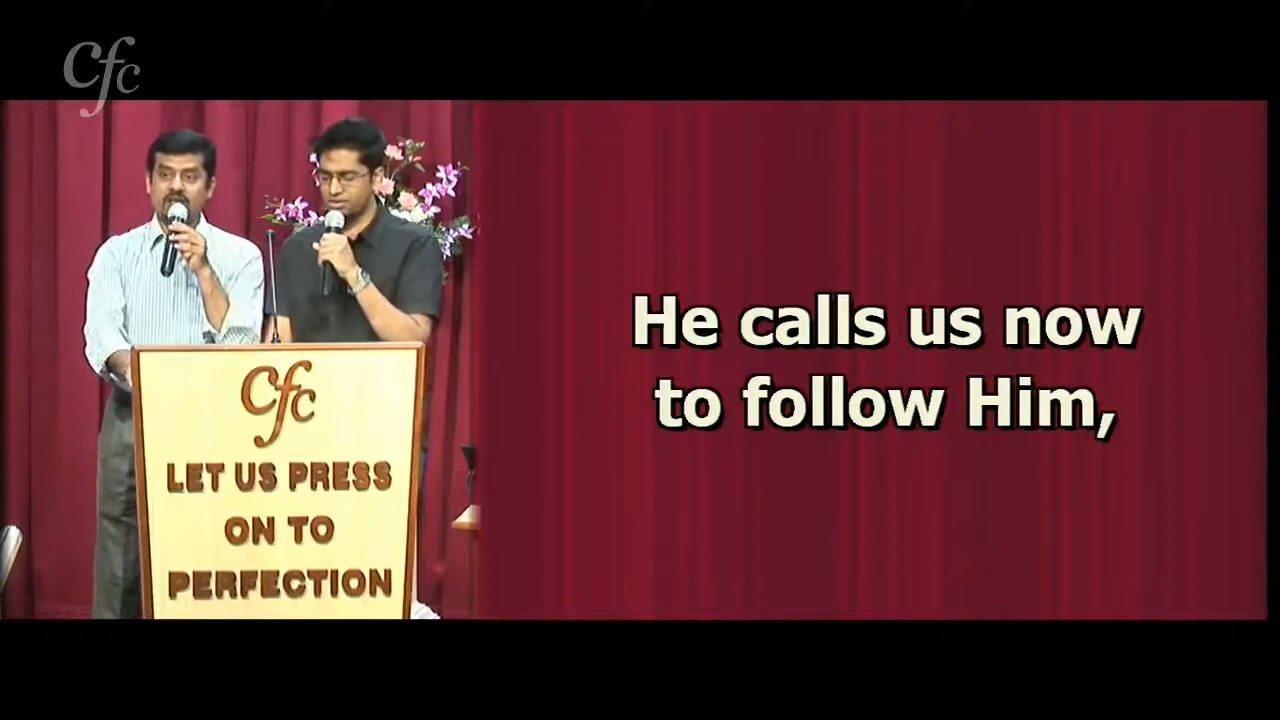 cfc
cfc
LET US PRESS
ON TO
PERFECTION
He calls us now
to follow Him,